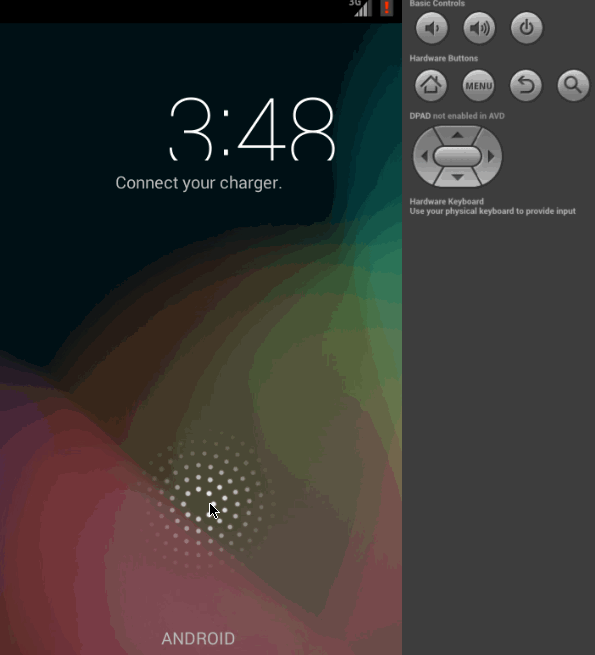 3G
3:48
Connect your charger.
ANDROID
Basic Controls
Hardware Buttons
MENU
DPAD not enabled in AVD
Hardware Keyboard
Use your physical keyboard to provide input